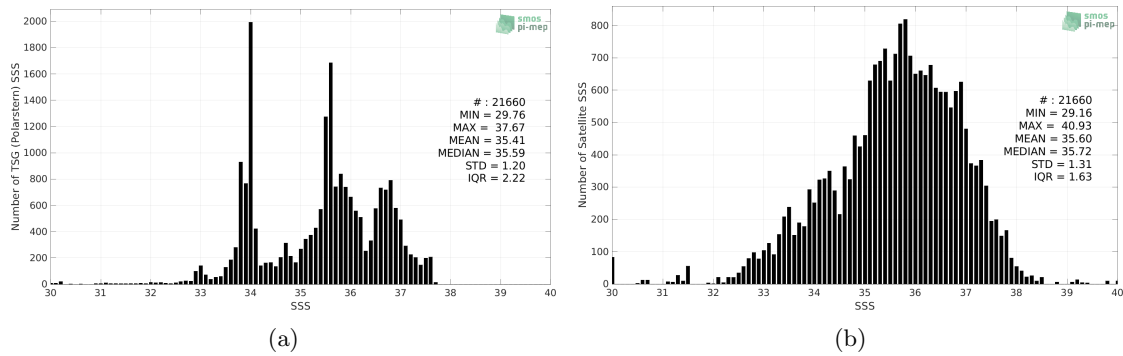 smos
pi-mep
Number of TSG (Polarstern) SSS
2000
1800
1600
1400
1200
1000
800
600
400
200
0
# : 21660
MIN = 29.76
MAX = 37.67
MEAN = 35.41
MEDIAN = 35.59
STD = 1.20
IQR = 2.22
30 31 32 33 34 35 36 37 38 39 40
SSS
(a)
smos
pi-mep
Number of Satellite SSS
800
700
600
500
400
300
200
100
0
# : 21660
MIN = 29.16
MAX = 40.93
MEAN = 35.60
MEDIAN = 35.72
STD = 1.31
IQR = 1.63
30 31 32 33 34 35 36 37 38 39 40
SSS
(b)